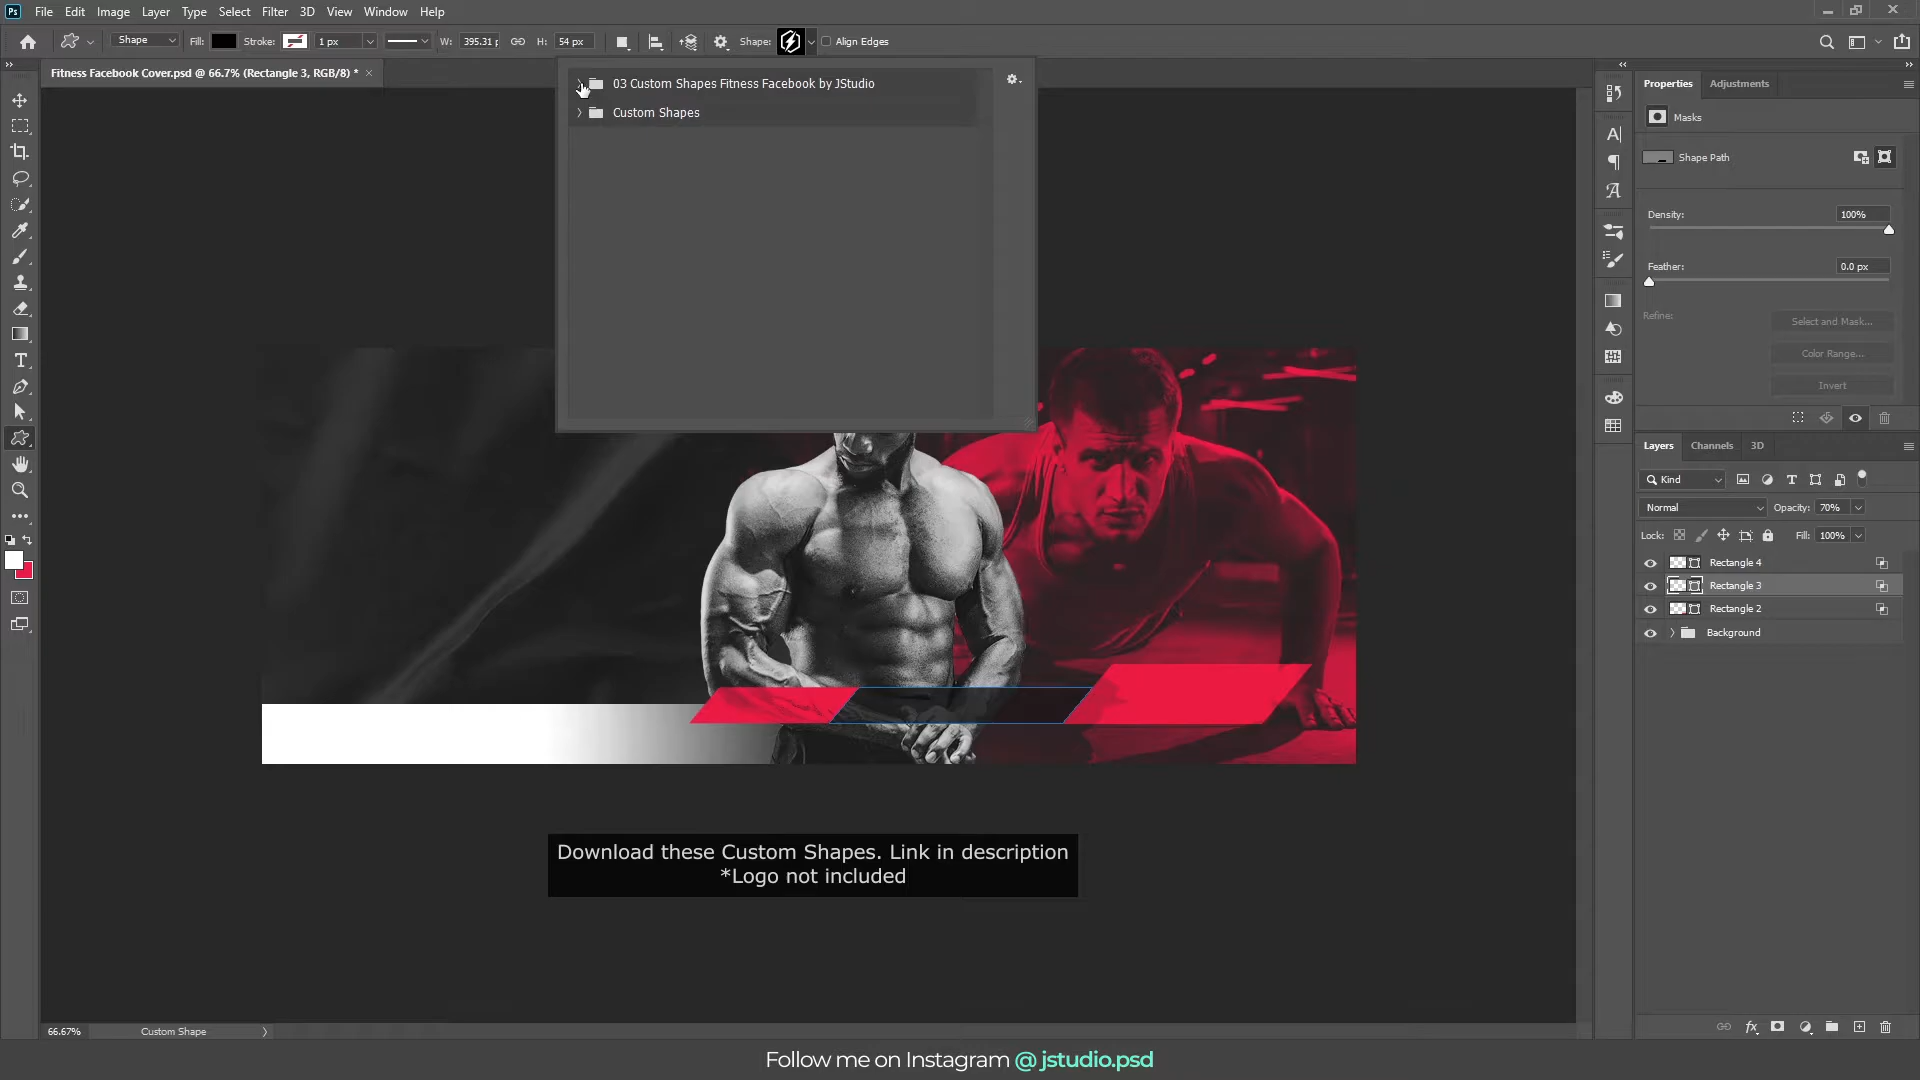 Ps File Edit Image Layer Type Select Filter 3D View Window Help
Shape Fill: Stroke: 1 px W: 395.31 p H: 54 px Shape: Align Edges
Fitness Facebook Cover.psd @ 66.7% (Rectangle 3, RGB/8) * ×
03 Custom Shapes Fitness Facebook by JStudio
Custom Shapes
Properties Adjustments
Masks
Shape Path
Density: 100%
Feather: 0.0 px
Refine:
Select and Mask...
Color Range...
Invert
Layers Channels 3D
Kind
Normal Opacity: 70%
Lock: Fill: 100%
Rectangle 4
Rectangle 3
Rectangle 2
Background
Download these Custom Shapes. Link in description
*Logo not included
66.67% Custom Shape
Follow me on Instagram @ jstudio.psd